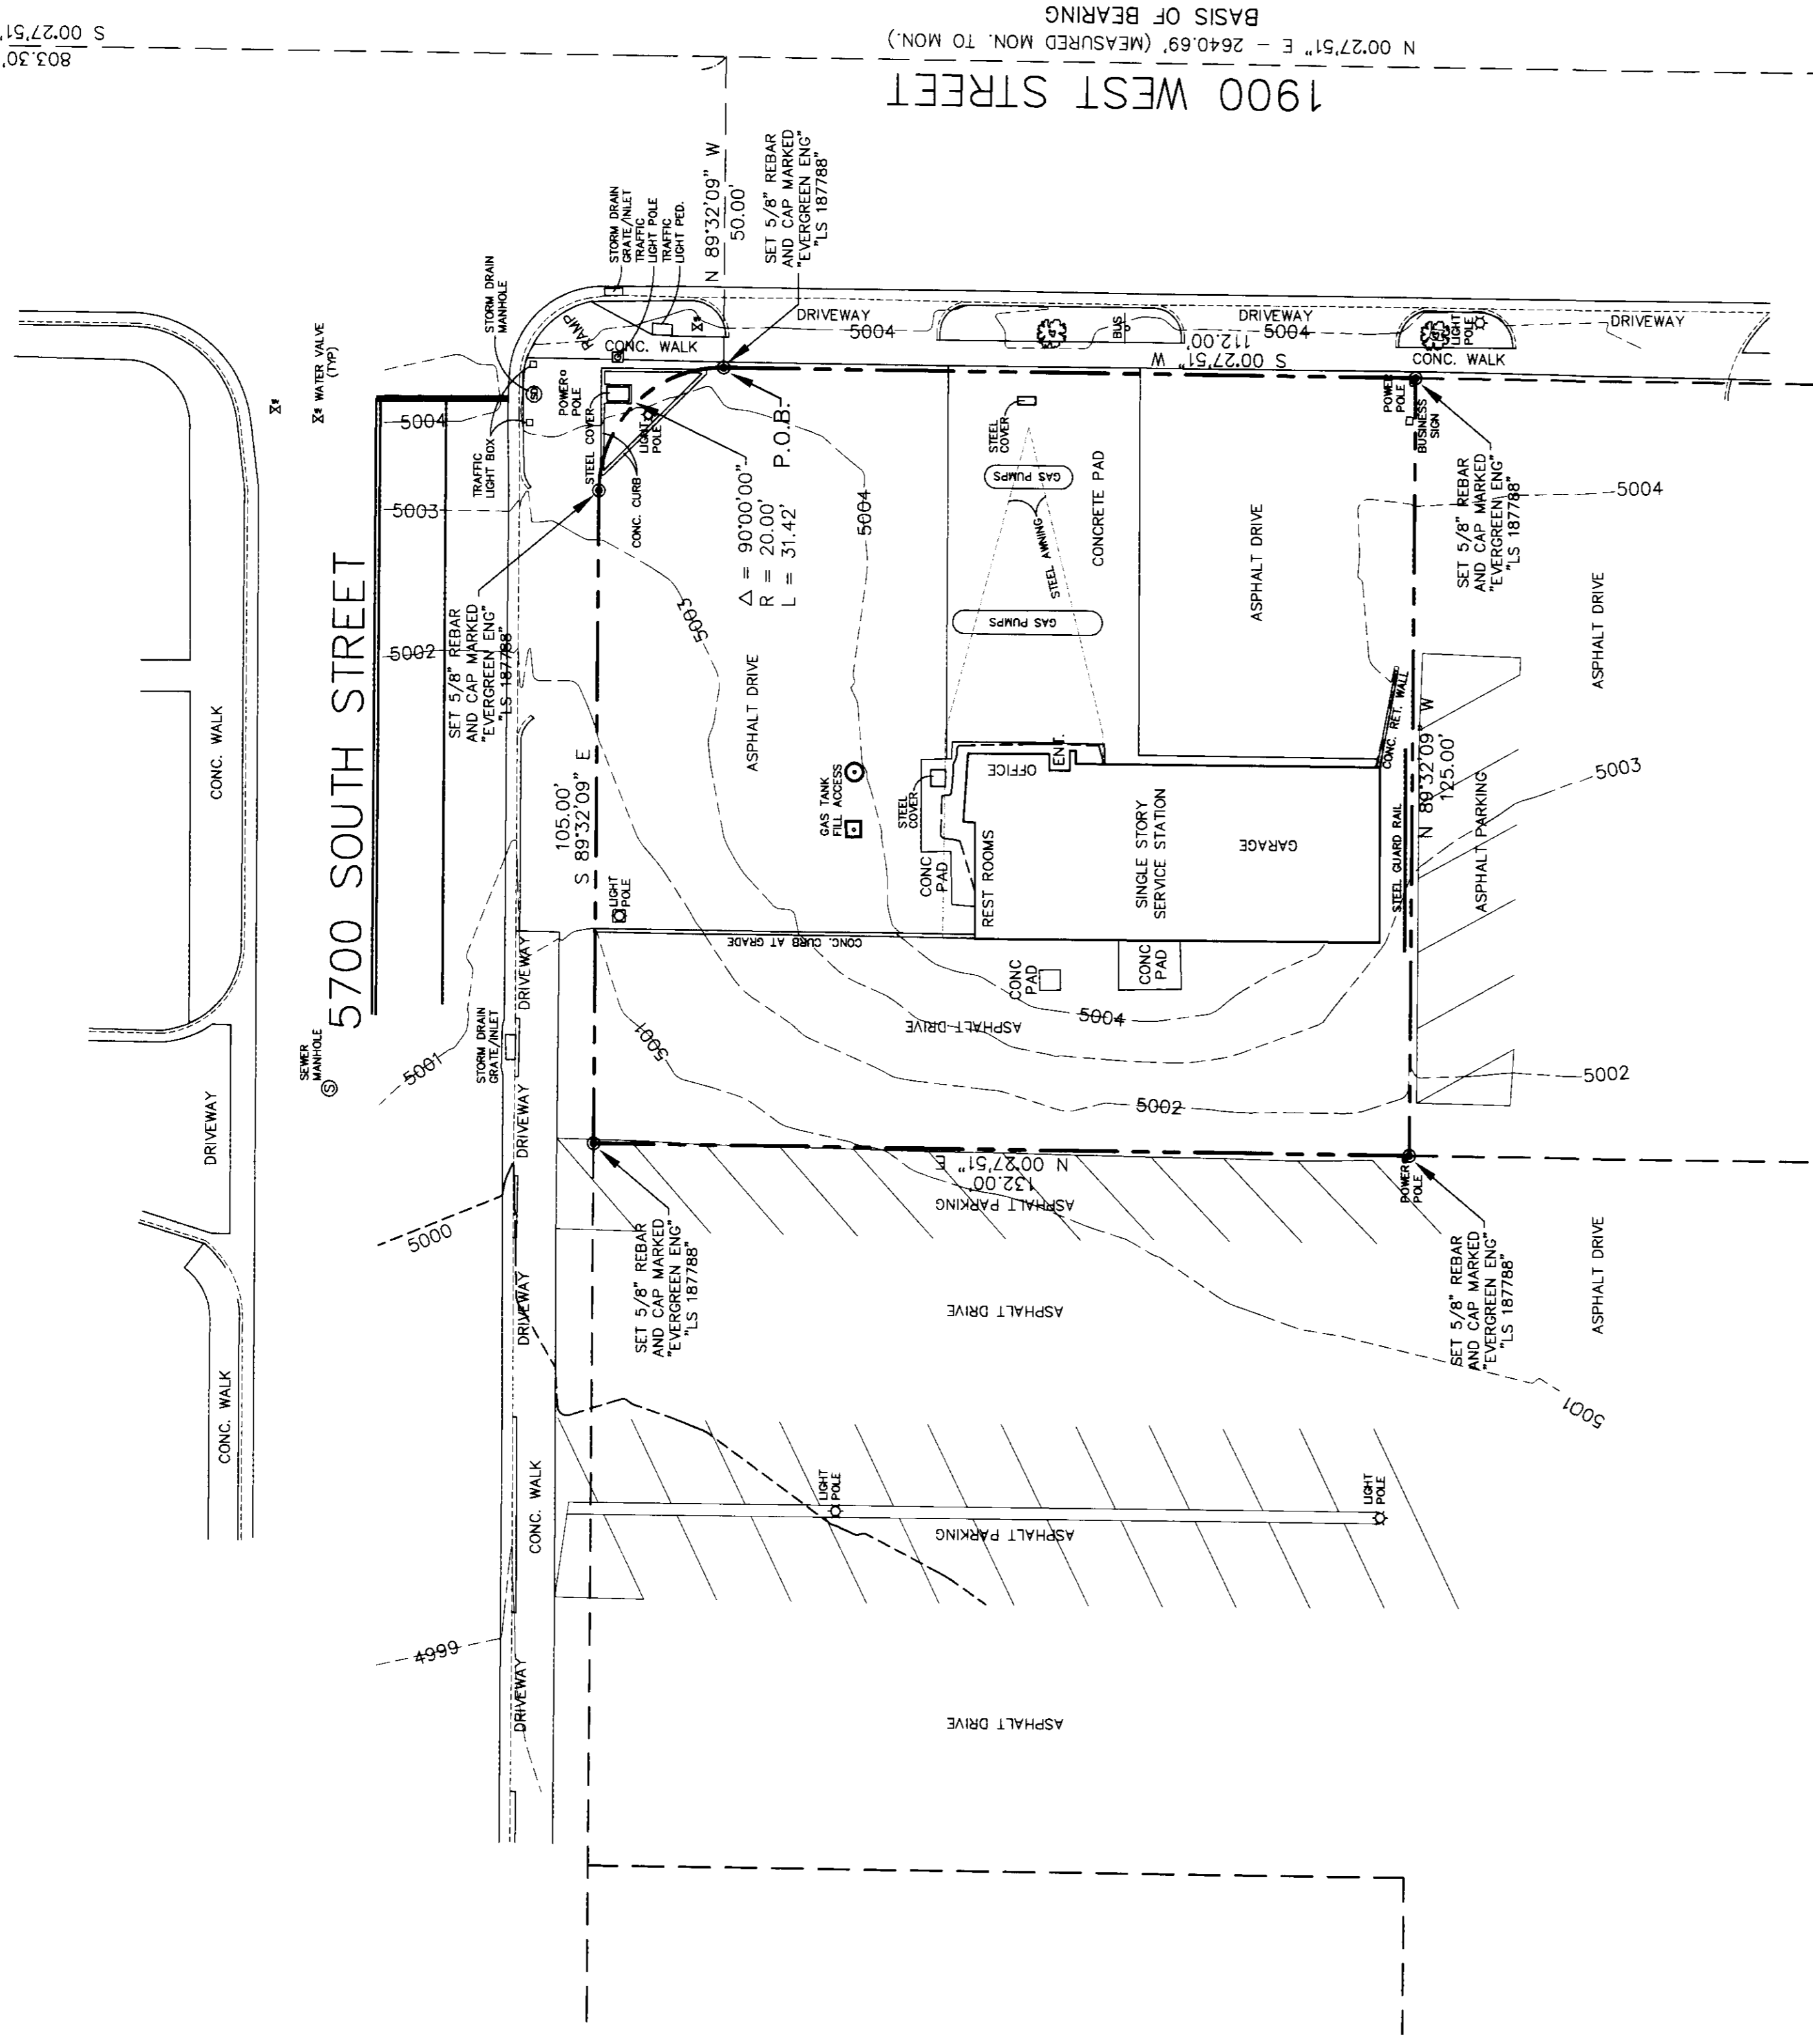 S 00°27'51"
803.30'
BASIS OF BEARING
N 00°27'51" E - 2640.69' (MEASURED MON. TO MON.)
1900 WEST STREET
N 89°32'09" W
50.00'
SET 5/8" REBAR
AND CAP MARKED
"EVERGREEN ENG"
"LS 187788"
STORM DRAIN
GRATE/INLET
TRAFFIC
LIGHT POLE
TRAFFIC
LIGHT PED.
STORM DRAIN
MANHOLE
WATER VALVE
(TYP)
RAMP
CONC. WALK
DRIVEWAY
5004
BUS
DRIVEWAY
5004
LIGHT
POLE
DRIVEWAY
CONC. WALK
112.00'
S 00°27'51" W
SD
POWER
POLE
STEEL COVER
LIGHT
POLE
CONC. CURB
TRAFFIC
LIGHT BOX
5004
5003
P.O.B.
Δ = 90°00'00"
R = 20.00'
L = 31.42'
5004
STEEL
COVER
GAS PUMPS
STEEL AWNING
CONCRETE PAD
GAS PUMPS
ASPHALT DRIVE
POWER
POLE
BUSINESS
SIGN
SET 5/8" REBAR
AND CAP MARKED
"EVERGREEN ENG"
"LS 187788"
5004
ASPHALT DRIVE
5700 SOUTH STREET
CONC. WALK
SET 5/8" REBAR
AND CAP MARKED
"EVERGREEN ENG"
"LS 187788"
5002
5003
ASPHALT DRIVE
105.00'
S 89°32'09" E
LIGHT
POLE
GAS TANK
FILL ACCESS
STEEL
COVER
CONC
PAD
OFFICE
ENT.
REST ROOMS
SINGLE STORY
SERVICE STATION
GARAGE
CONC. RET. WALL
STEEL GUARD RAIL
N 89°32'09" W
125.00'
ASPHALT PARKING
5003
CONC. CURB AT GRADE
CONC
PAD
CONC
PAD
DRIVEWAY
SEWER
MANHOLE
S
5001
STORM DRAIN
GRATE/INLET
5001
ASPHALT DRIVE
5004
5002
5002
DRIVEWAY
DRIVEWAY
N 00°27'51" E
132.00'
ASPHALT PARKING
POWER
POLE
5000
SET 5/8" REBAR
AND CAP MARKED
"EVERGREEN ENG"
"LS 187788"
DRIVEWAY
ASPHALT DRIVE
SET 5/8" REBAR
AND CAP MARKED
"EVERGREEN ENG"
"LS 187788"
ASPHALT DRIVE
5001
CONC. WALK
CONC. WALK
LIGHT
POLE
LIGHT
POLE
ASPHALT PARKING
4999
DRIVEWAY
ASPHALT DRIVE